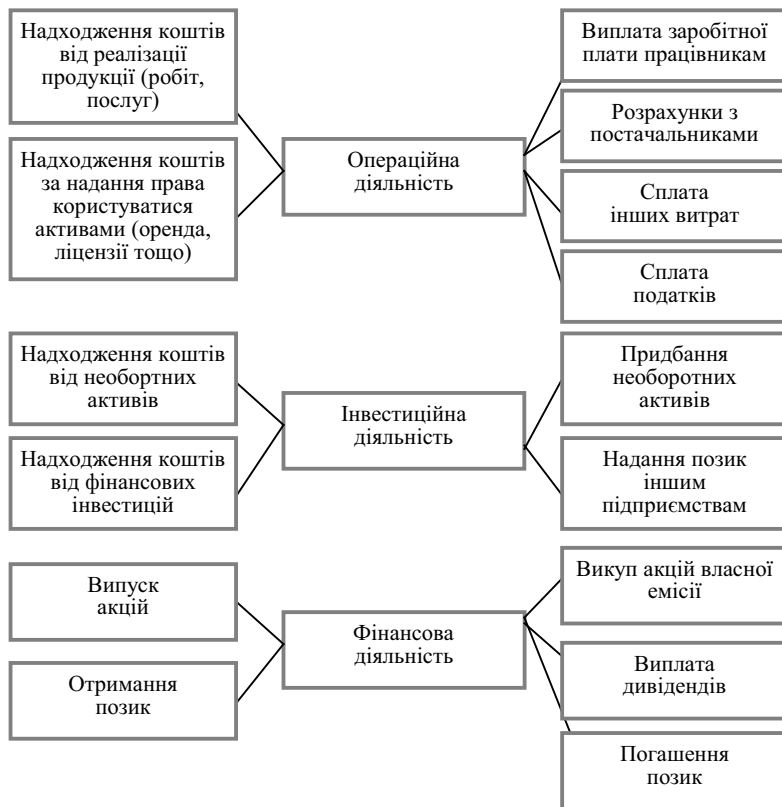 Надходження коштів
від реалізації
продукції (робіт,
послуг)
Надходження коштів
за надання права
користуватися
активами (оренда,
ліцензії тощо)
Операційна
діяльність
Виплата заробітної
плати працівникам
Розрахунки з
постачальниками
Сплата
інших витрат
Сплата
податків
Надходження коштів
від необортних
активів
Надходження коштів
від фінансових
інвестицій
Інвестиційна
діяльність
Придбання
необоротних
активів
Надання позик
іншим
підприємствам
Випуск
акцій
Отримання
позик
Фінансова
діяльність
Викуп акцій власної
емісії
Виплата
дивідендів
Погашення
позик